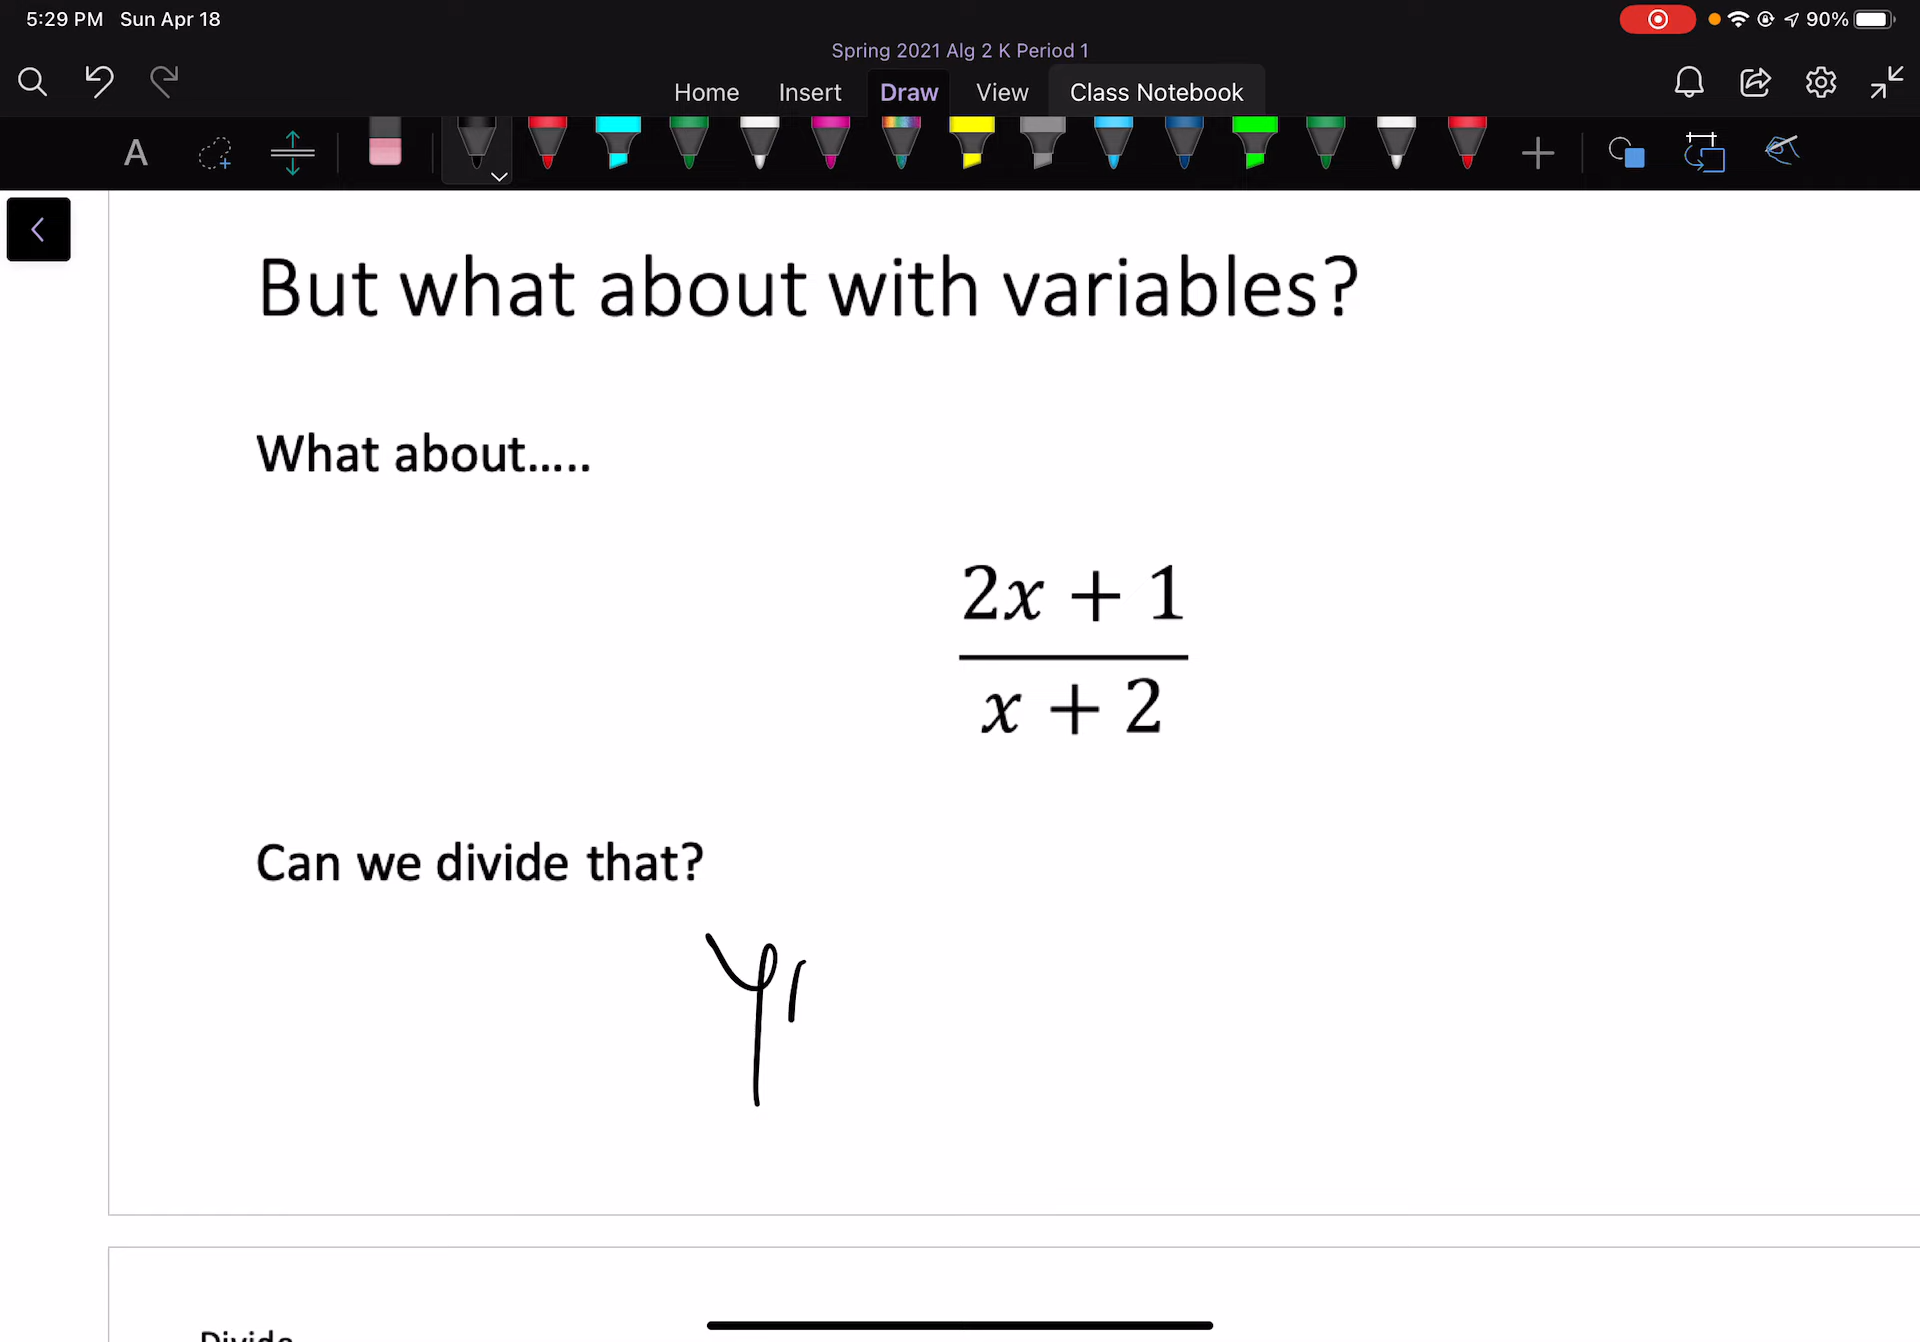 5:29 PM Sun Apr 18
90%
Spring 2021 Alg 2 K Period 1
Home Insert Draw View Class Notebook
A
But what about with variables?
What about.....
2x + 1
x + 2
Can we divide that?